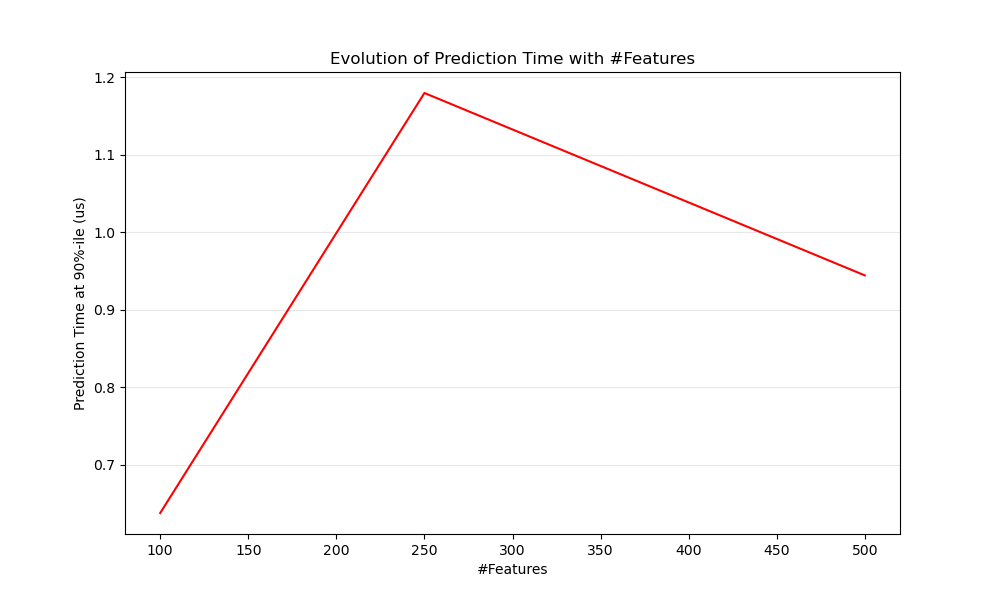 Evolution of Prediction Time with #Features
Prediction Time at 90%-ile (us)
1.2
1.1
1.0
0.9
0.8
0.7
100 150 200 250 300 350 400 450 500
#Features